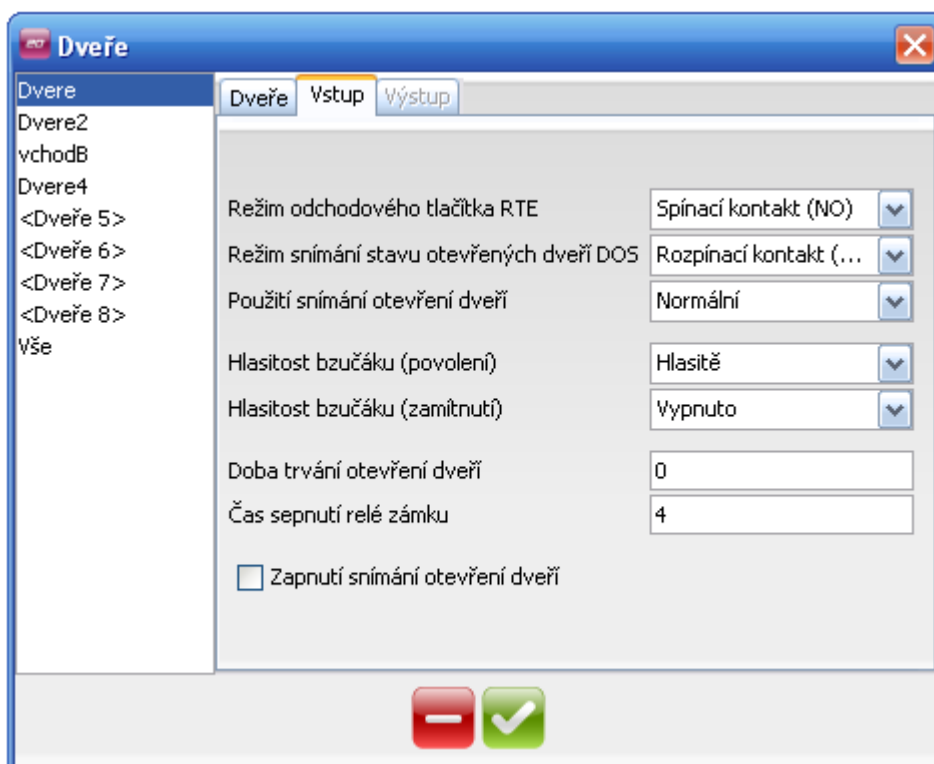 Dveře
Dvere
Dvere2
vchodB
Dvere4
<Dveře 5>
<Dveře 6>
<Dveře 7>
<Dveře 8>
Vše
Dveře Vstup Výstup
Režim odchodového tlačítka RTE Spínací kontakt (NO)
Režim snímání stavu otevřených dveří DOS Rozpínací kontakt (...
Použití snímání otevření dveří Normální
Hlasitost bzučáku (povolení) Hlasitě
Hlasitost bzučáku (zamítnutí) Vypnuto
Doba trvání otevření dveří 0
Čas sepnutí relé zámku 4
Zapnutí snímání otevření dveří